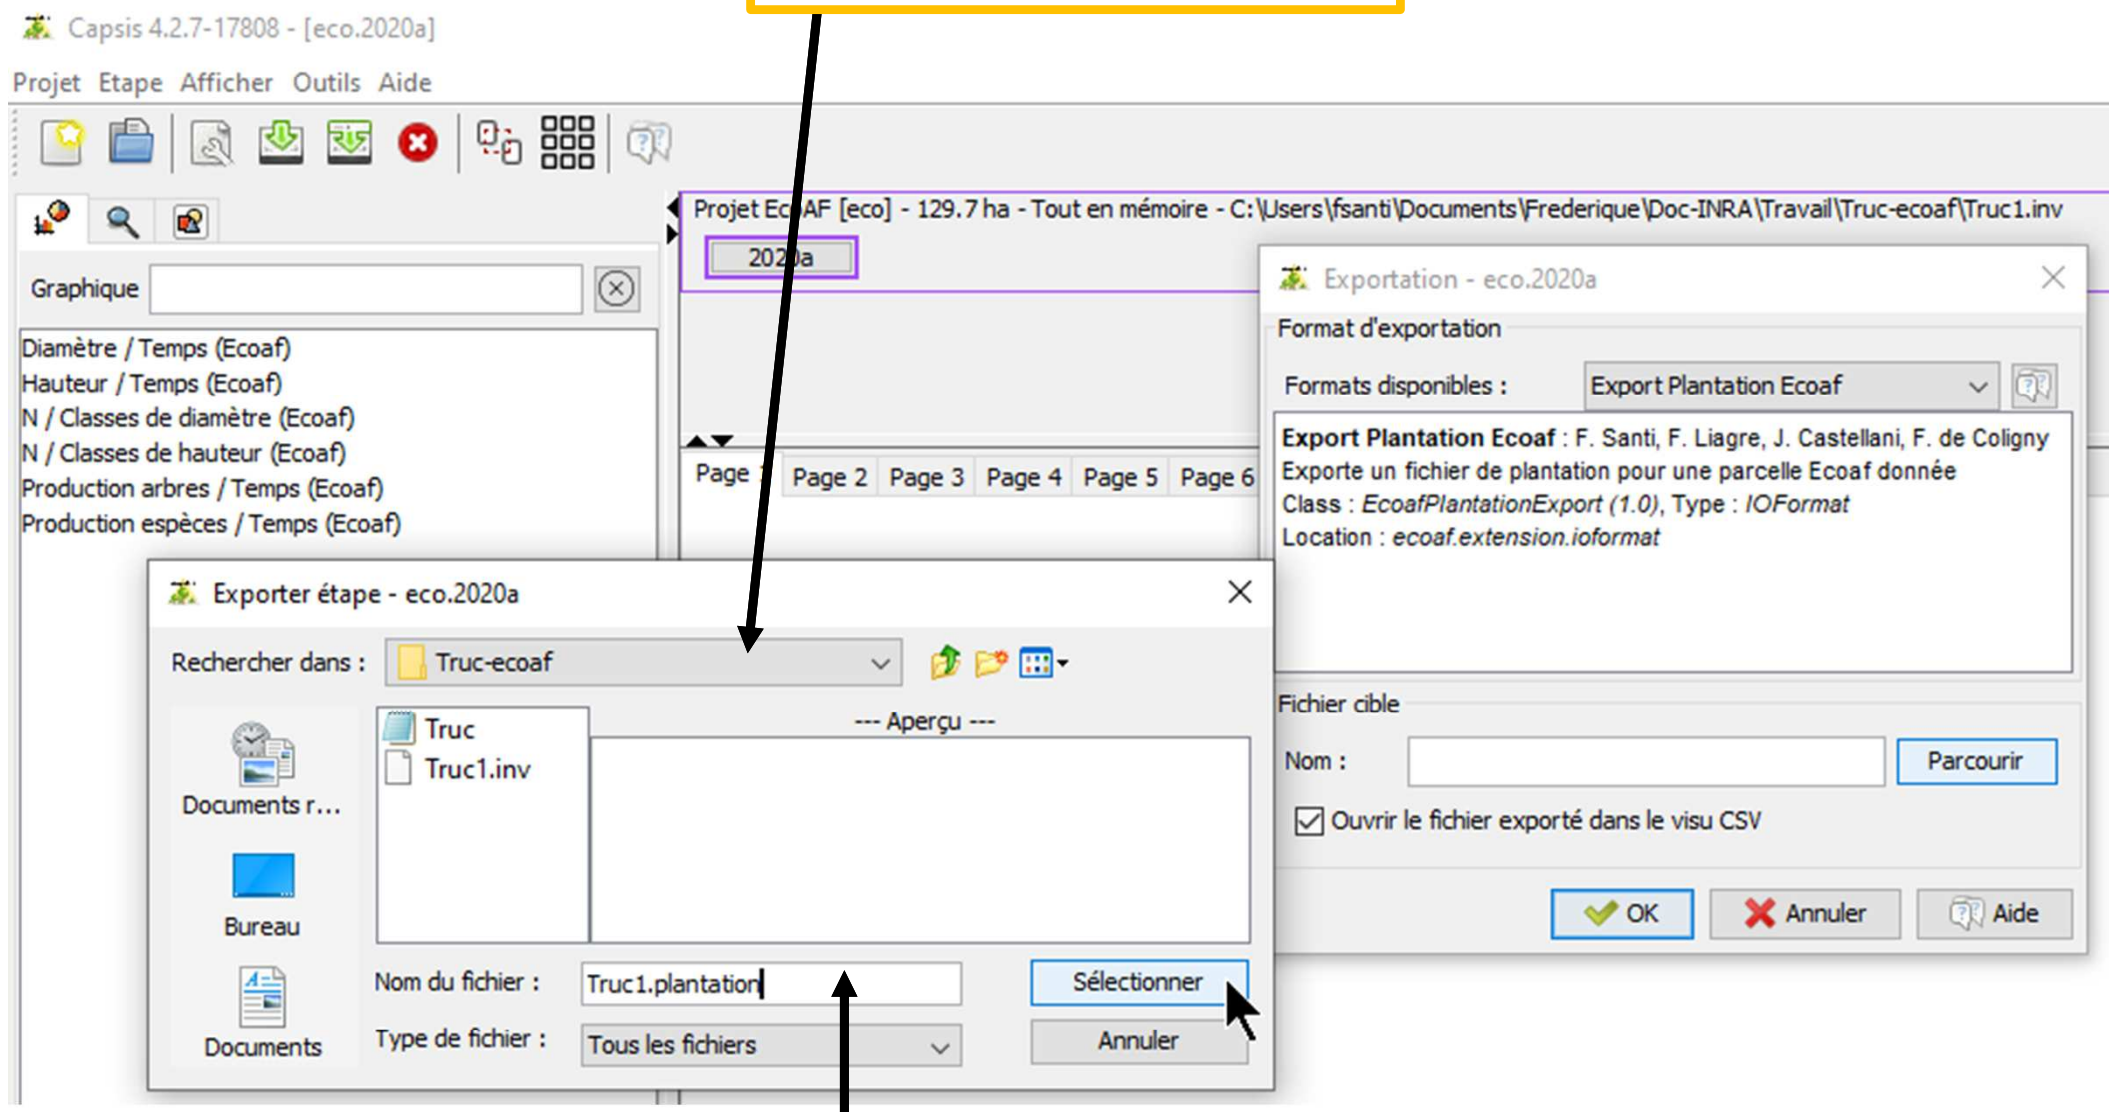 Capsis 4.2.7-17808 - [eco.2020a]
Projet Etape Afficher Outils Aide
Projet EcoAF [eco] - 129.7 ha - Tout en mémoire - C:\Users\fsanti\Documents\Frederique\Doc-INRA\Travail\Truc-ecoaf\Truc1.inv
2020a
Graphique
Diamètre / Temps (Ecoaf)
Hauteur / Temps (Ecoaf)
N / Classes de diamètre (Ecoaf)
N / Classes de hauteur (Ecoaf)
Production arbres / Temps (Ecoaf)
Production espèces / Temps (Ecoaf)
Page 1 Page 2 Page 3 Page 4 Page 5 Page 6
Exportation - eco.2020a
Format d'exportation
Formats disponibles : Export Plantation Ecoaf
Export Plantation Ecoaf : F. Santi, F. Liagre, J. Castellani, F. de Coligny
Exporte un fichier de plantation pour une parcelle Ecoaf donnée
Class : EcoafPlantationExport (1.0), Type : IOFormat
Location : ecoaf.extension.ioformat
Fichier cible
Nom : Parcourir
Ouvrir le fichier exporté dans le visu CSV
OK Annuler Aide
Exporter étape - eco.2020a
Rechercher dans : Truc-ecoaf
Truc
Truc1.inv
--- Aperçu ---
Documents r...
Bureau
Documents
Nom du fichier : Truc1.plantation Sélectionner
Type de fichier : Tous les fichiers Annuler